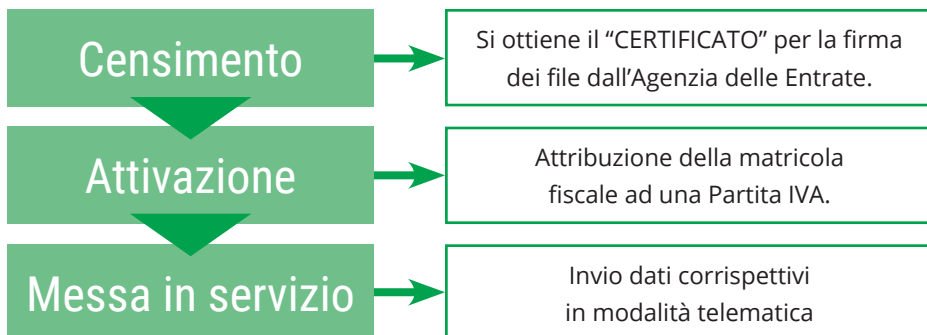 Censimento
Si ottiene il “CERTIFICATO” per la firma
dei file dall’Agenzia delle Entrate.
Attivazione
Attribuzione della matricola
fiscale ad una Partita IVA.
Messa in servizio
Invio dati corrispettivi
in modalità telematica